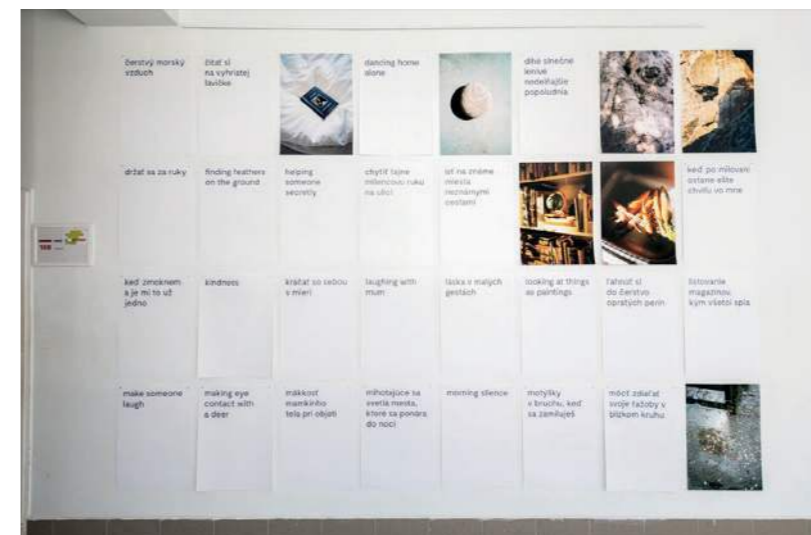 čerstvý morský
vzduch
čítať si
na vyhriatej
lavičke
dancing home
alone
dlhé slnečné
lenivé
nedeľňajšie
popoludnia
držať sa za ruky
finding feathers
on the ground
helping
someone
secretly
chytiť tajne
milencovu ruku
na ulici
ísť na známe
miesta
neznámymi
cestami
keď po milovaní
ostane ešte
chvíľu vo mne
keď zmoknem
a je mi to už
jedno
kindness
kráčať so sebou
v mieri
laughing with
mum
láska v malých
gestách
looking at things
as paintings
ľahnúť si
do čerstvo
opratých perín
listovanie
magazínov,
kým všetci spia
make someone
laugh
making eye
contact with
a deer
mäkkosť
mamkinho
tela pri objatí
mihotajúce sa
svetlá mesta,
ktoré sa ponára
do noci
morning silence
motýliky
v bruchu, keď
sa zamiluješ
môcť zdieľať
svoje ťažoby v
blízkom kruhu